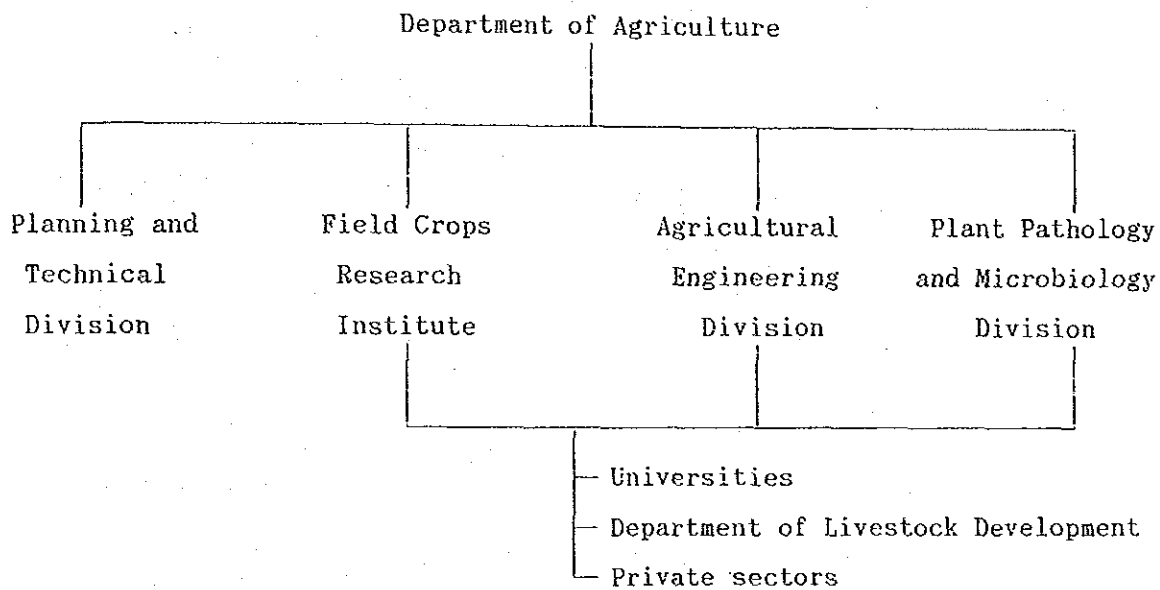 Department of Agriculture
Planning and
Technical
Division
Field Crops
Research
Institute
Agricultural
Engineering
Division
Plant Pathology
and Microbiology
Division
Universities
Department of Livestock Development
Private sectors